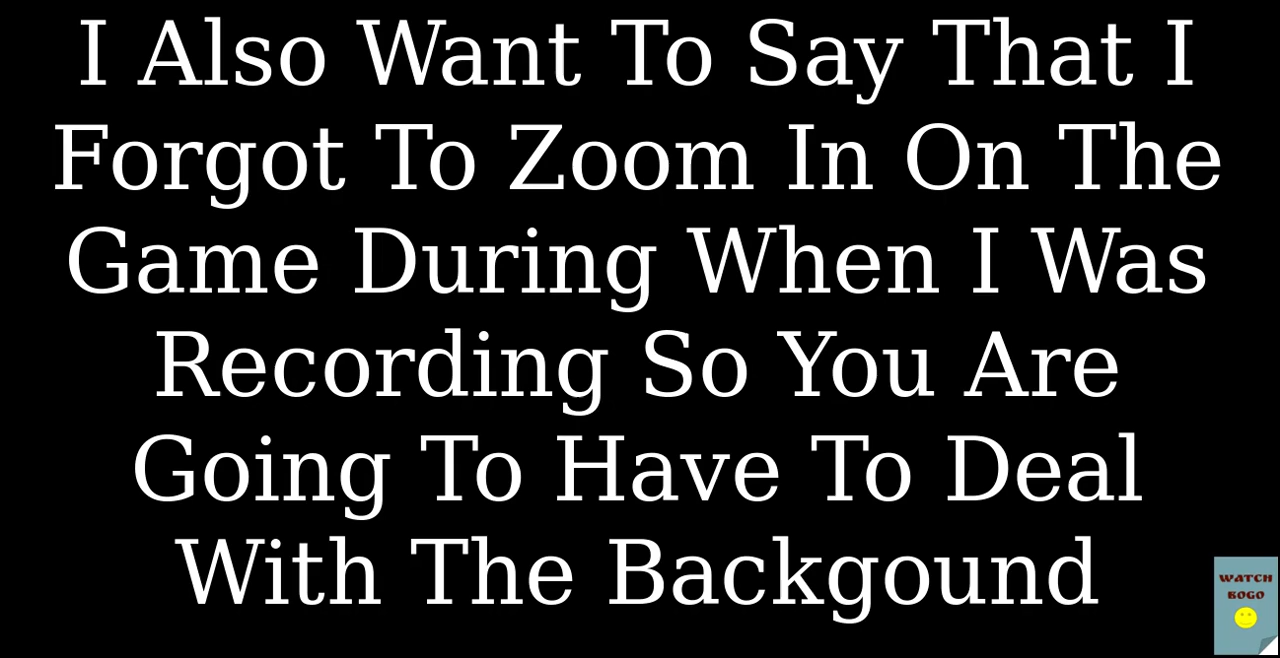 I Also Want To Say That I
Forgot To Zoom In On The
Game During When I Was
Recording So You Are
Going To Have To Deal
With The Backgound
WATCH
BOGO